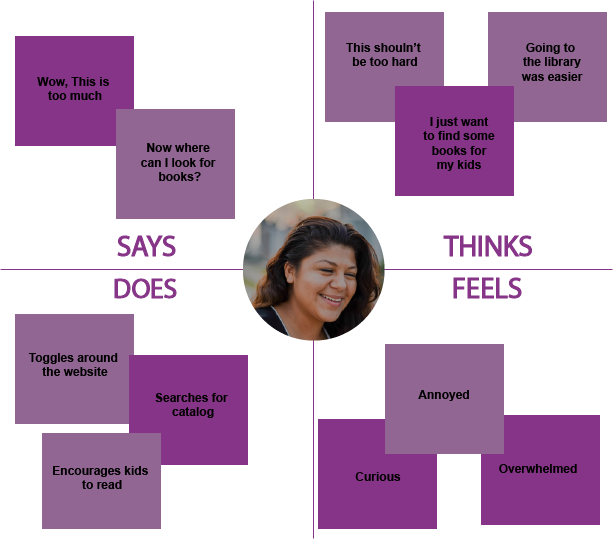 Wow, This is
too much
Now where
can I look for
books?
SAYS
This shouln't
be too hard
Going to
the library
was easier
I just want
to find some
books for
my kids
THINKS
DOES
Toggles around
the website
Searches for
catalog
Encourages kids
to read
FEELS
Annoyed
Curious
Overwhelmed